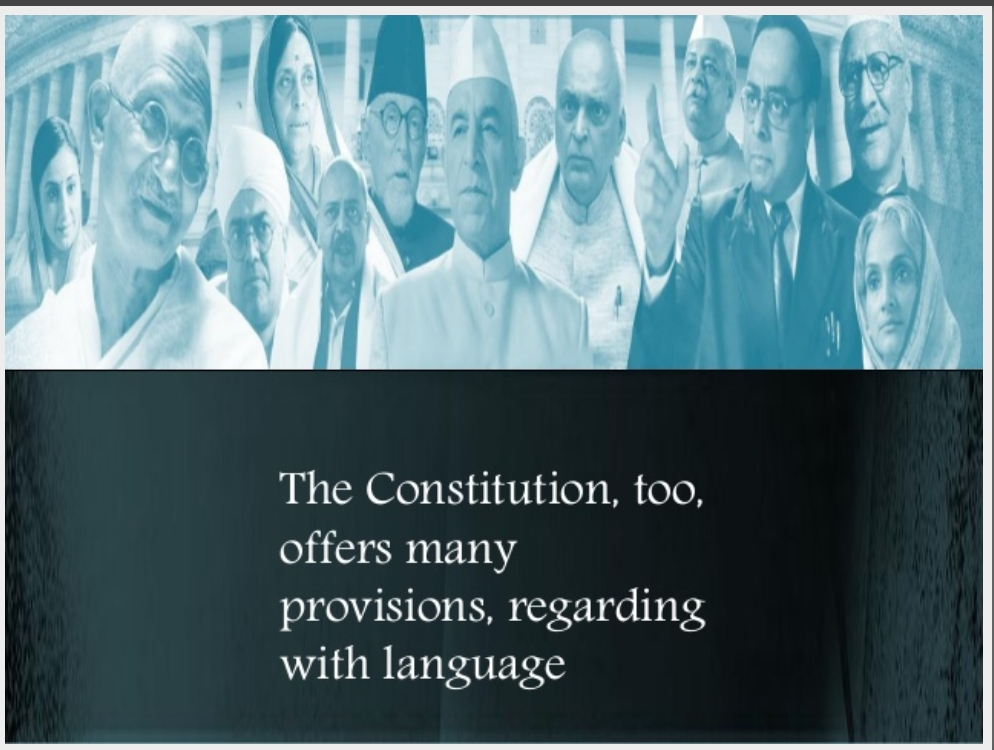 The Constitution, too,
offers many
provisions, regarding
with language